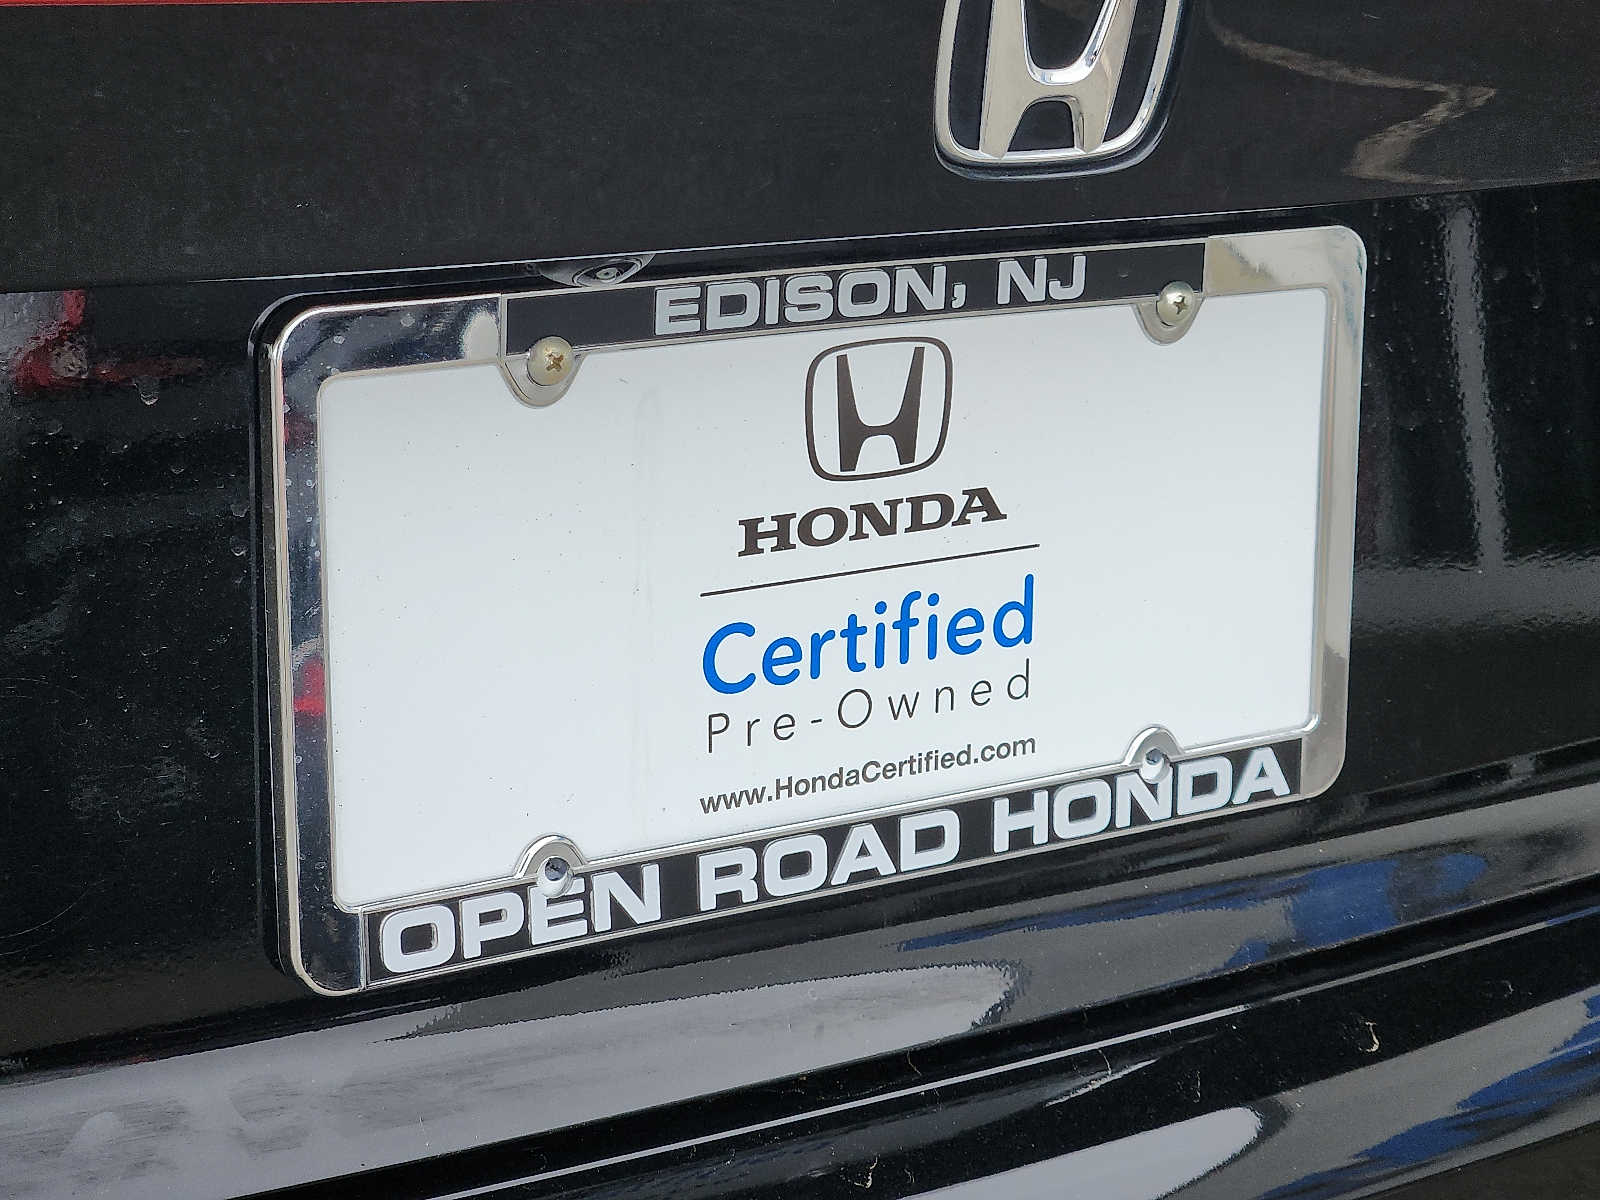 EDISON, NJ
HONDA
Certified
Pre-Owned
www.HondaCertified.com
OPEN ROAD HONDA